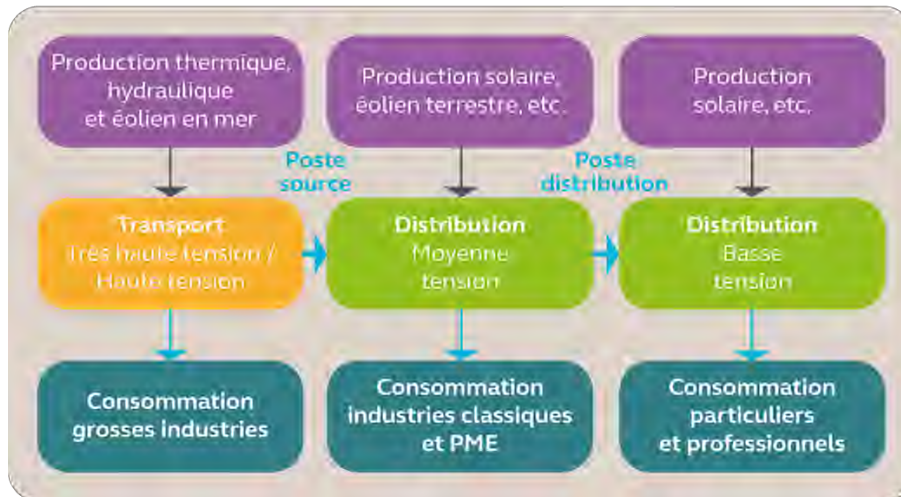 Production thermique,
hydraulique
et éolien en mer
Production solaire,
éolien terrestre, etc.
Production
solaire, etc.
Poste
source
Poste
distribution
Transport
Très haute tension /
Haute tension
Distribution
Moyenne
tension
Distribution
Basse
tension
Consommation
grosses industries
Consommation
industries classiques
et PME
Consommation
particuliers
et professionnels